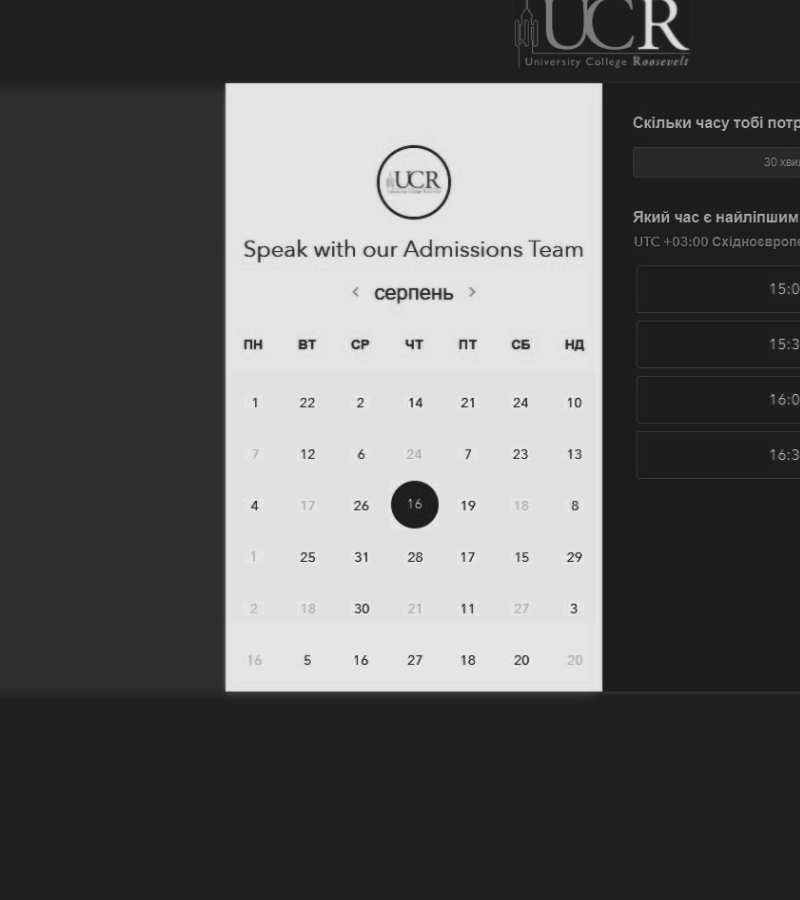 UCR
University College Roosevelt
UCR
Speak with our Admissions Team
< серпень >
ПН ВТ СР ЧТ ПТ СБ НД
1 22 2 14 21 24 10
7 12 6 24 7 23 13
4 17 26 16 19 18 8
1 25 31 28 17 15 29
2 18 30 21 11 27 3
16 5 16 27 18 20 20
Скільки часу тобі
30
Який час є найліпшим
UTC +03:00
15:0
15:3
16:0
16:3